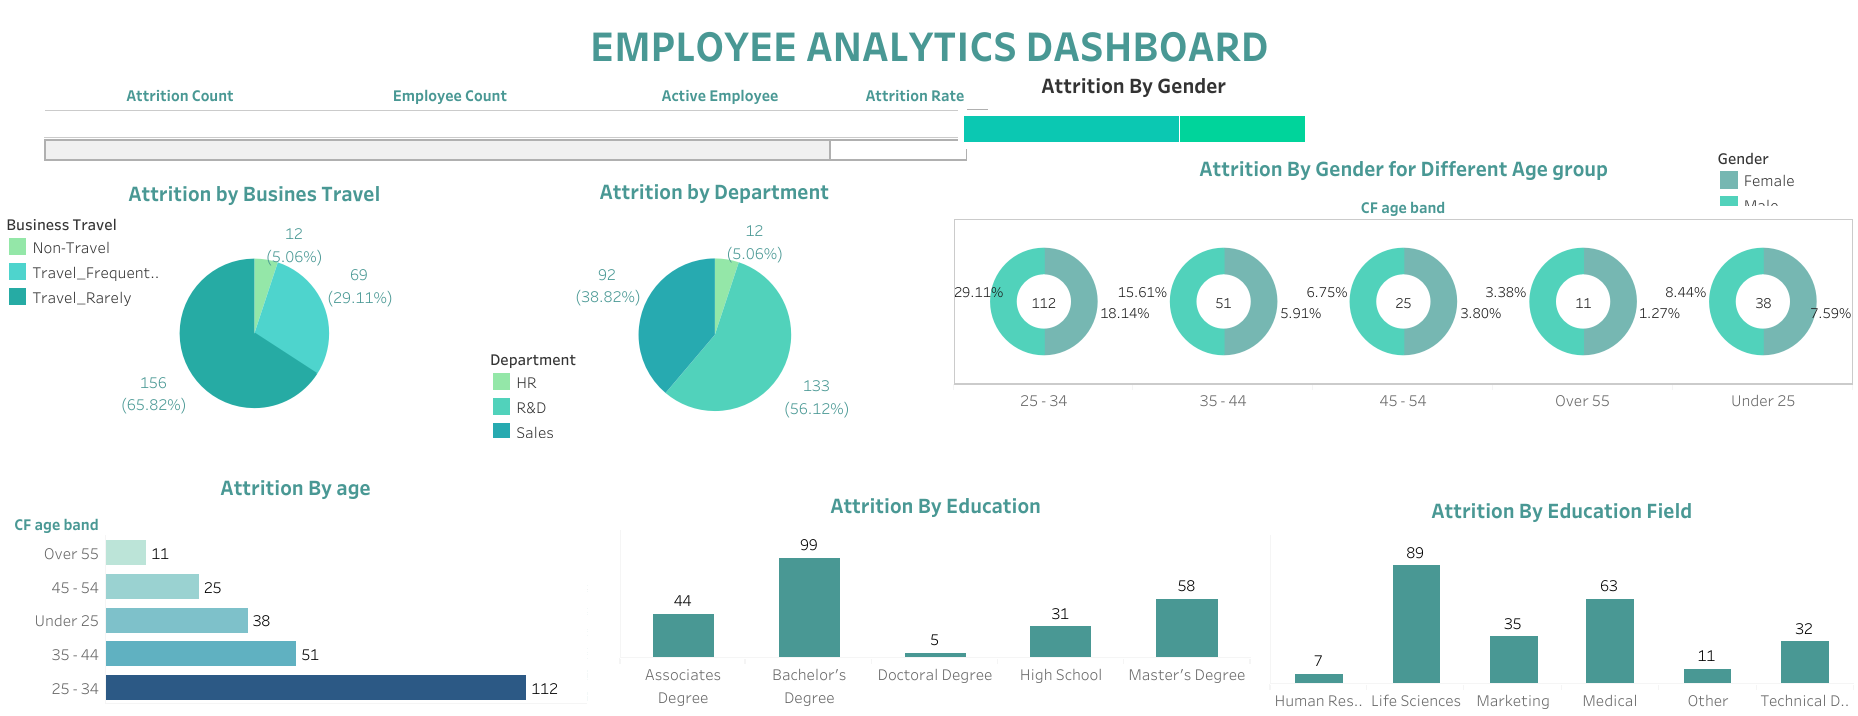 EMPLOYEE ANALYTICS DASHBOARD
Attrition Count
Employee Count
Active Employee
Attrition Rate
Attrition By Gender
Attrition by Busines Travel
Business Travel
Non-Travel
Travel_Frequent..
Travel_Rarely
12
(5.06%)
69
(29.11%)
156
(65.82%)
Attrition by Department
12
(5.06%)
92
(38.82%)
133
(56.12%)
Department
HR
R&D
Sales
Attrition By Gender for Different Age group
Gender
Female
Male
CF age band
29.11%
112
18.14%
15.61%
51
5.91%
6.75%
25
3.80%
3.38%
11
1.27%
8.44%
38
7.59%
25 - 34
35 - 44
45 - 54
Over 55
Under 25
Attrition By age
CF age band
Over 55
11
45 - 54
25
Under 25
38
35 - 44
51
25 - 34
112
Attrition By Education
44
99
5
31
58
Associates
Degree
Bachelor's
Degree
Doctoral Degree
High School
Master's Degree
Attrition By Education Field
7
89
35
63
11
32
Human Res..
Life Sciences
Marketing
Medical
Other
Technical D..